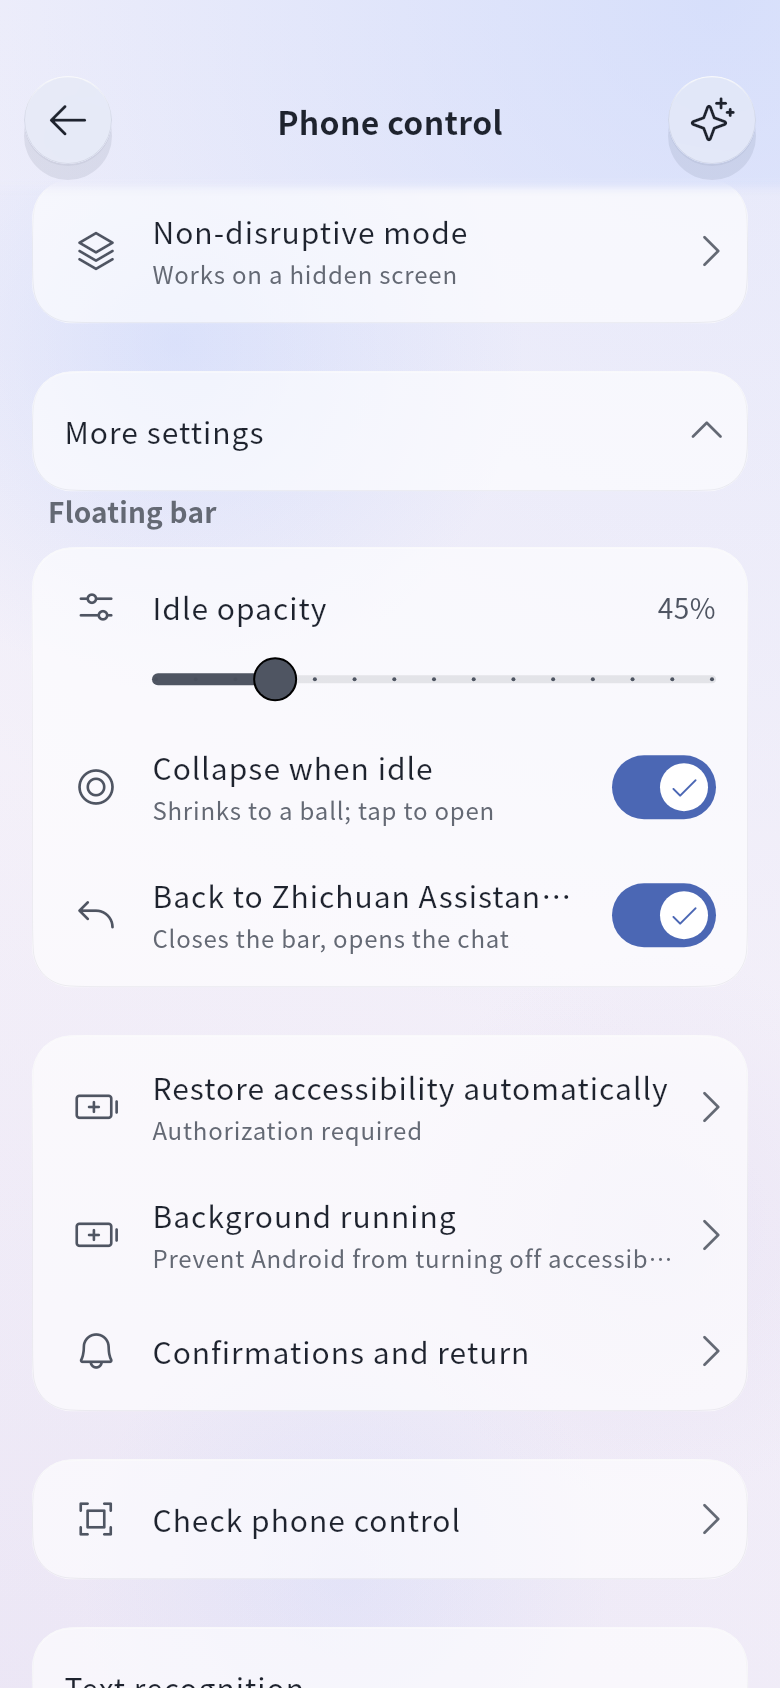 Phone control
Non-disruptive mode
Works on a hidden screen
More settings
Floating bar
Idle opacity
45%
Collapse when idle
Shrinks to a ball; tap to open
Back to Zhichuan Assistan…
Closes the bar, opens the chat
Restore accessibility automatically
Authorization required
Background running
Prevent Android from turning off accessib…
Confirmations and return
Check phone control
Text recognition